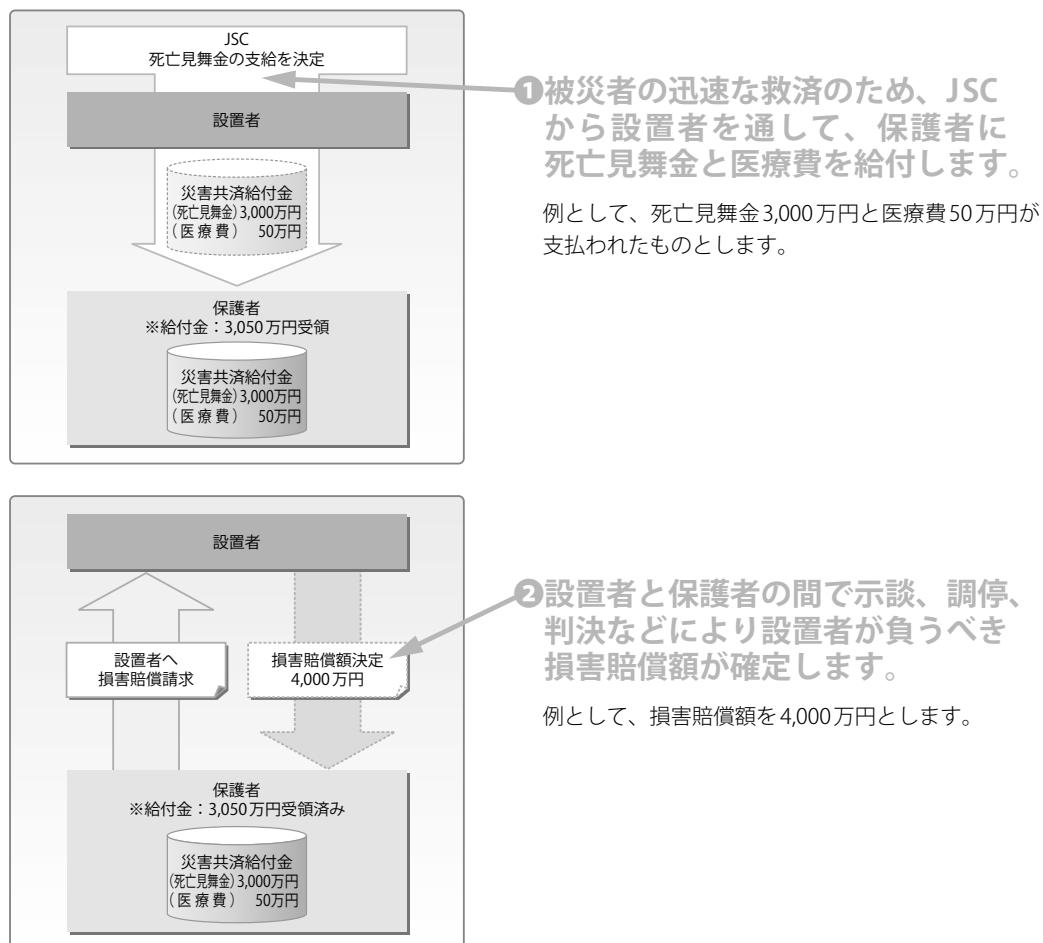 JSC
死亡見舞金の支給を決定
設置者
災害共済給付金
(死亡見舞金)3,000万円
(医療費) 50万円
保護者
※給付金：3,050万円受領
災害共済給付金
(死亡見舞金)3,000万円
(医療費) 50万円
❶被災者の迅速な救済のため、JSC
から設置者を通して、保護者に
死亡見舞金と医療費を給付します。
例として、死亡見舞金3,000万円と医療費50万円が
支払われたものとします。
設置者
設置者へ
損害賠償請求
損害賠償額決定
4,000万円
保護者
※給付金：3,050万円受領済み
災害共済給付金
(死亡見舞金)3,000万円
(医療費) 50万円
❷設置者と保護者の間で示談、調停、
判決などにより設置者が負うべき
損害賠償額が確定します。
例として、損害賠償額を4,000万円とします。